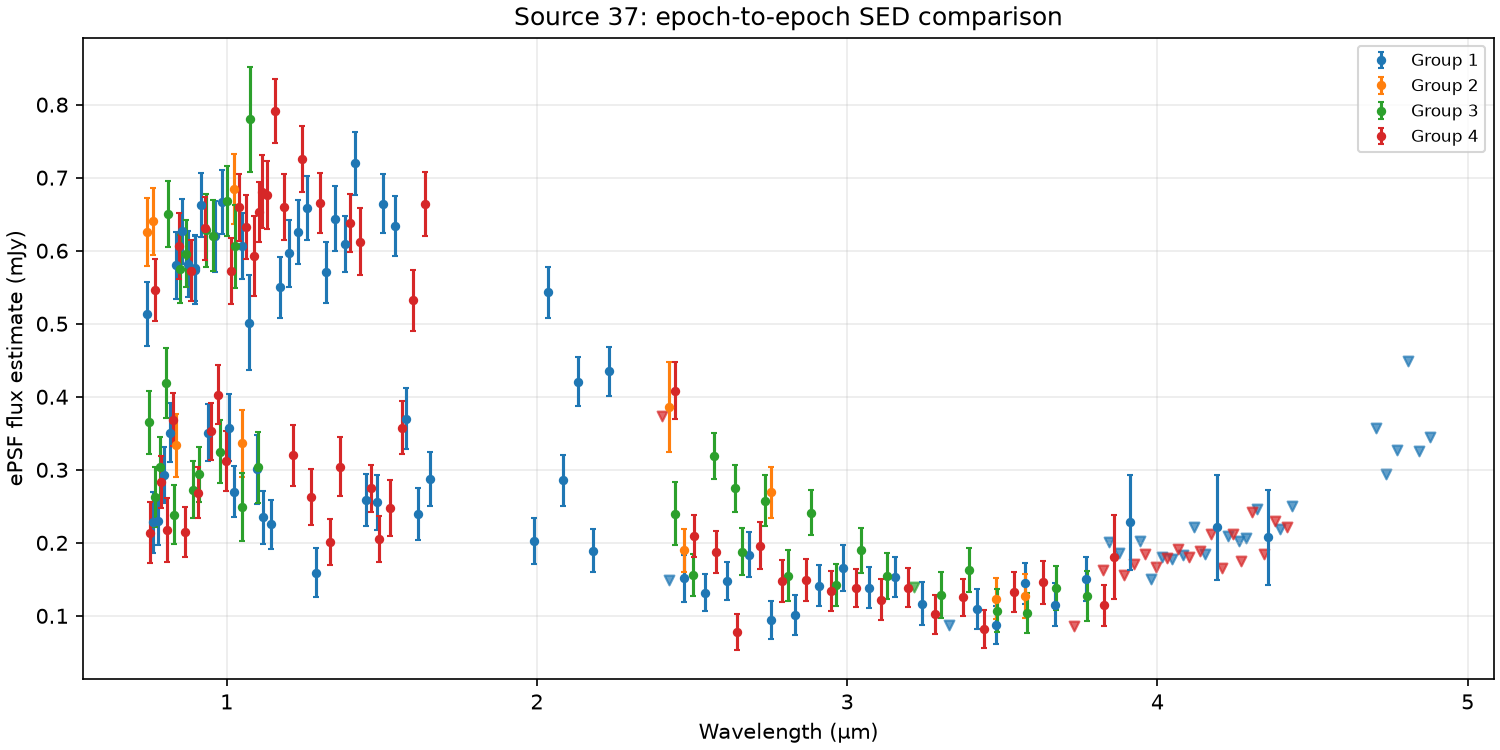 Source 37: epoch-to-epoch SED comparison
ePSF flux estimate (mJy)
0.8
0.7
0.6
0.5
0.4
0.3
0.2
0.1
Group 1
Group 2
Group 3
Group 4
1
2
3
4
5
Wavelength (μm)